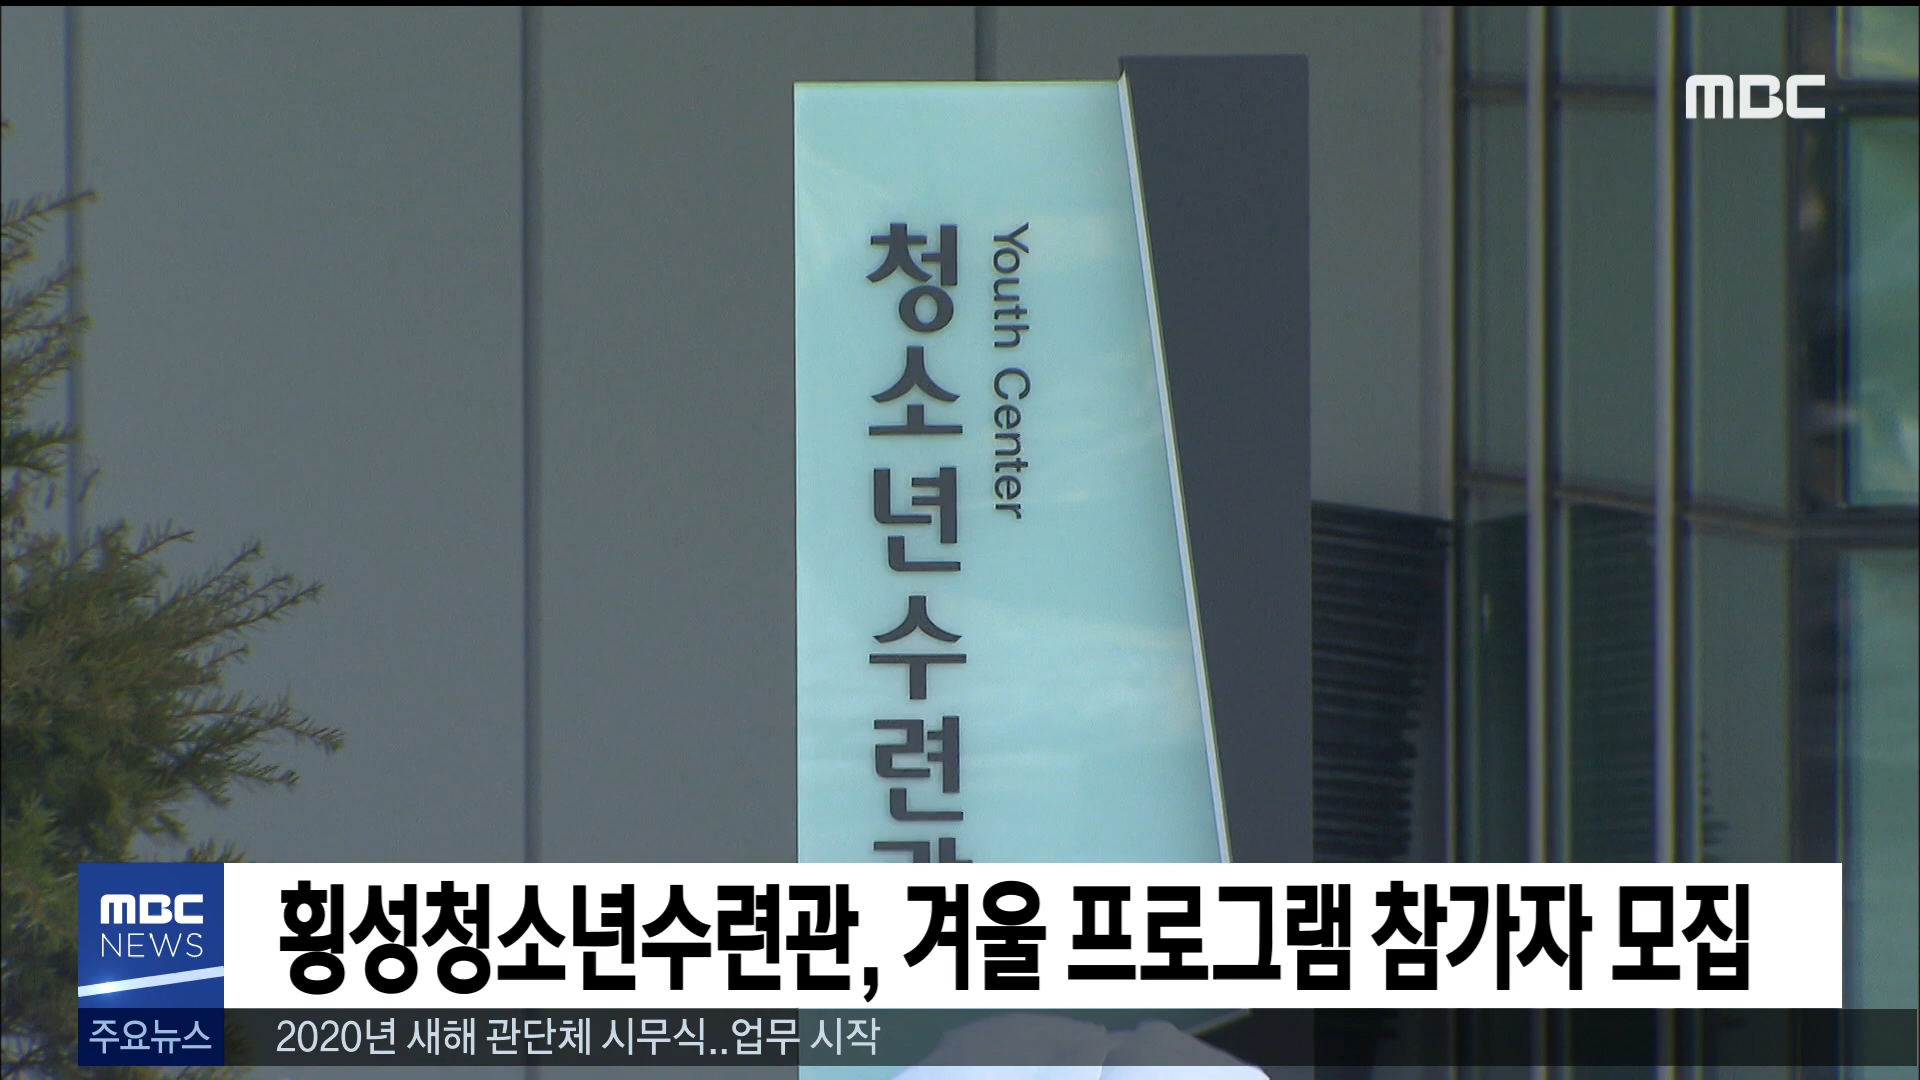 MBC
청소년수련관
Youth Center
MBC
NEWS
횡성청소년수련관, 겨울 프로그램 참가자 모집
주요뉴스
2020년 새해 관단체 시무식..업무 시작